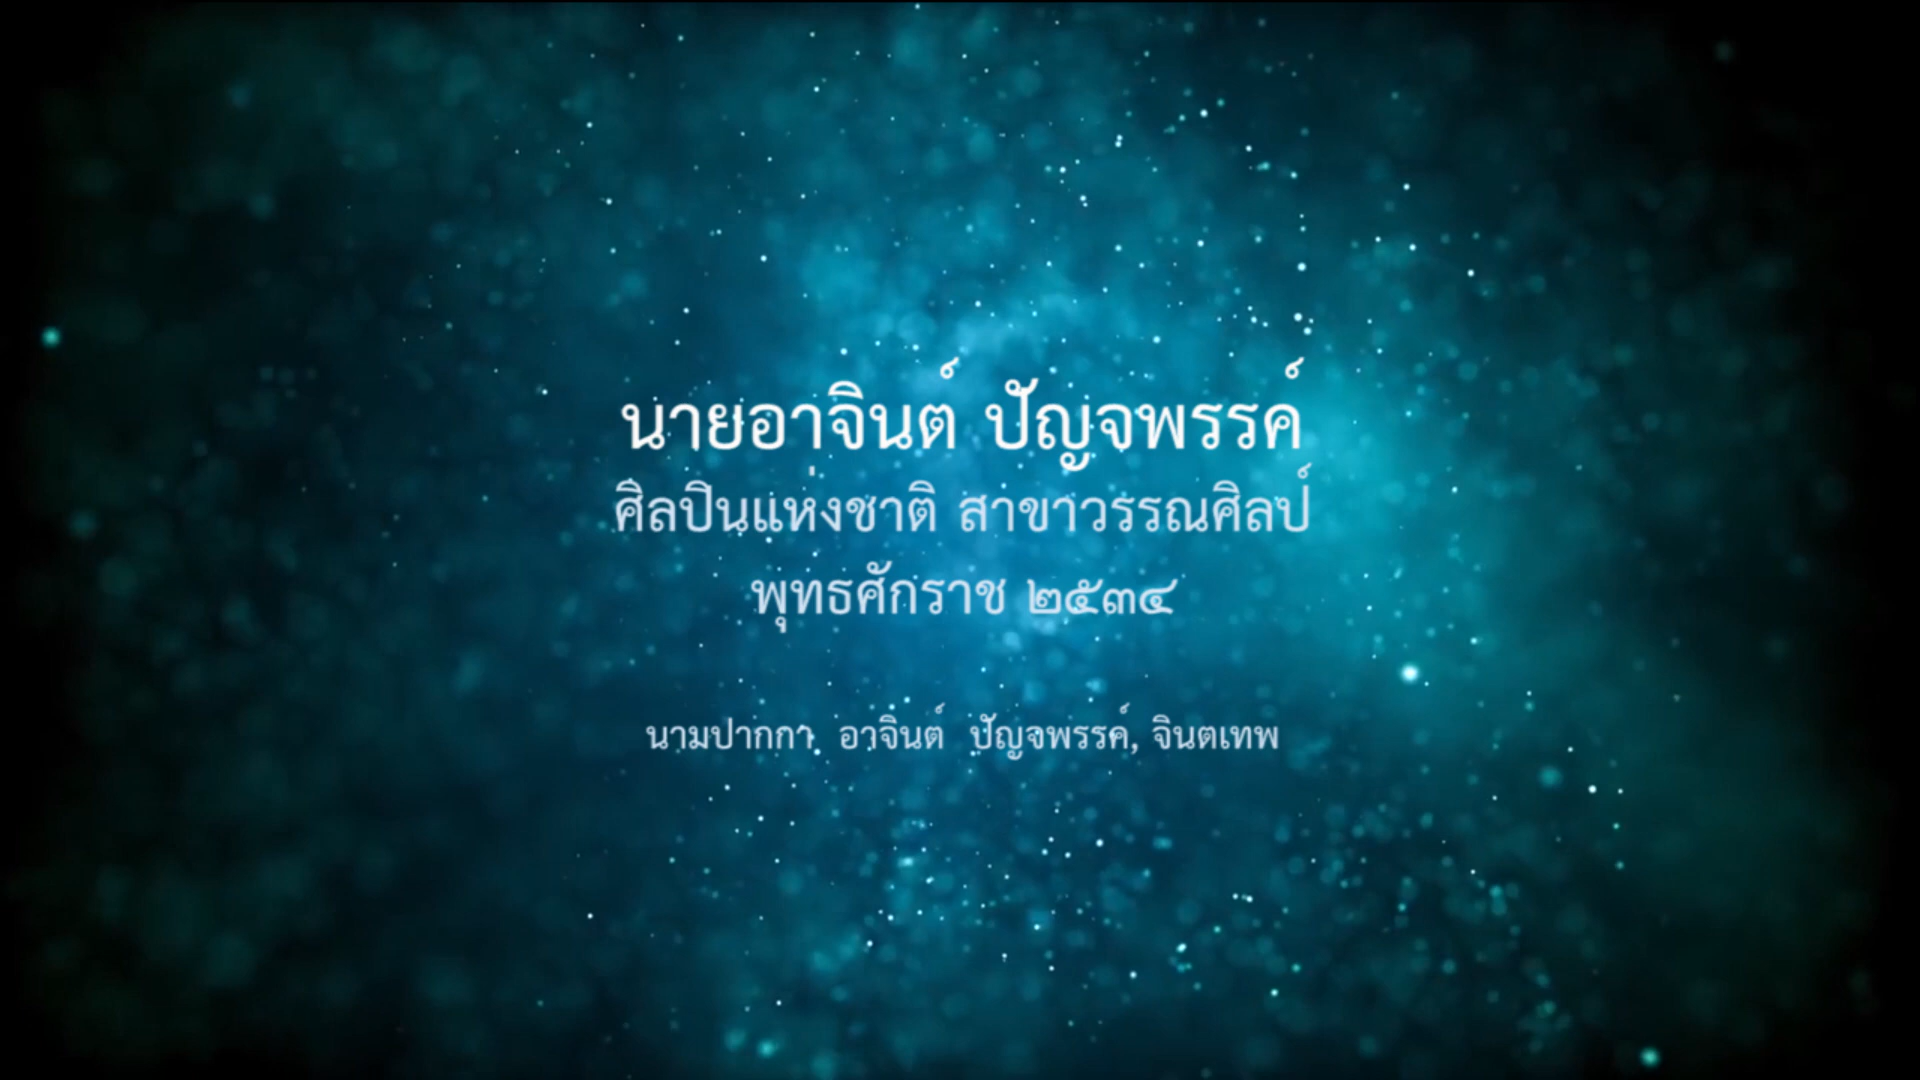 นายอาจินต์ ปัญจพรรค์
ศิลปินแห่งชาติ สาขาวรรณศิลป์
พุทธศักราช ๒๕๓๔
นามปากกา อาจินต์ ปัญจพรรค์, จินตเทพ